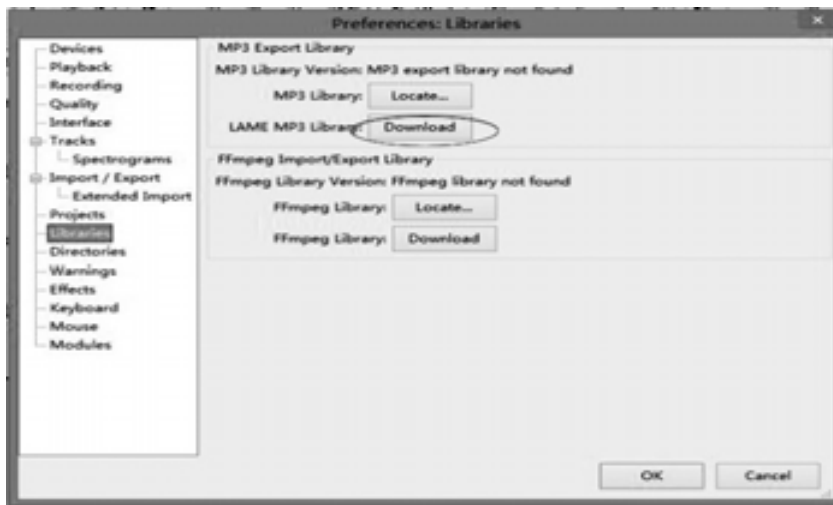 Preferences: Libraries
Devices
Playback
Recording
Quality
Interface
Tracks
Spectrograms
Import / Export
Extended Import
Projects
Libraries
Directories
Warnings
Effects
Keyboard
Mouse
Modules
MP3 Export Library
MP3 Library Version: MP3 export library not found
MP3 Library: Locate...
LAME MP3 Library: Download
FFmpeg Import/Export Library
FFmpeg Library Version: FFmpeg library not found
FFmpeg Library: Locate...
FFmpeg Library: Download
OK Cancel